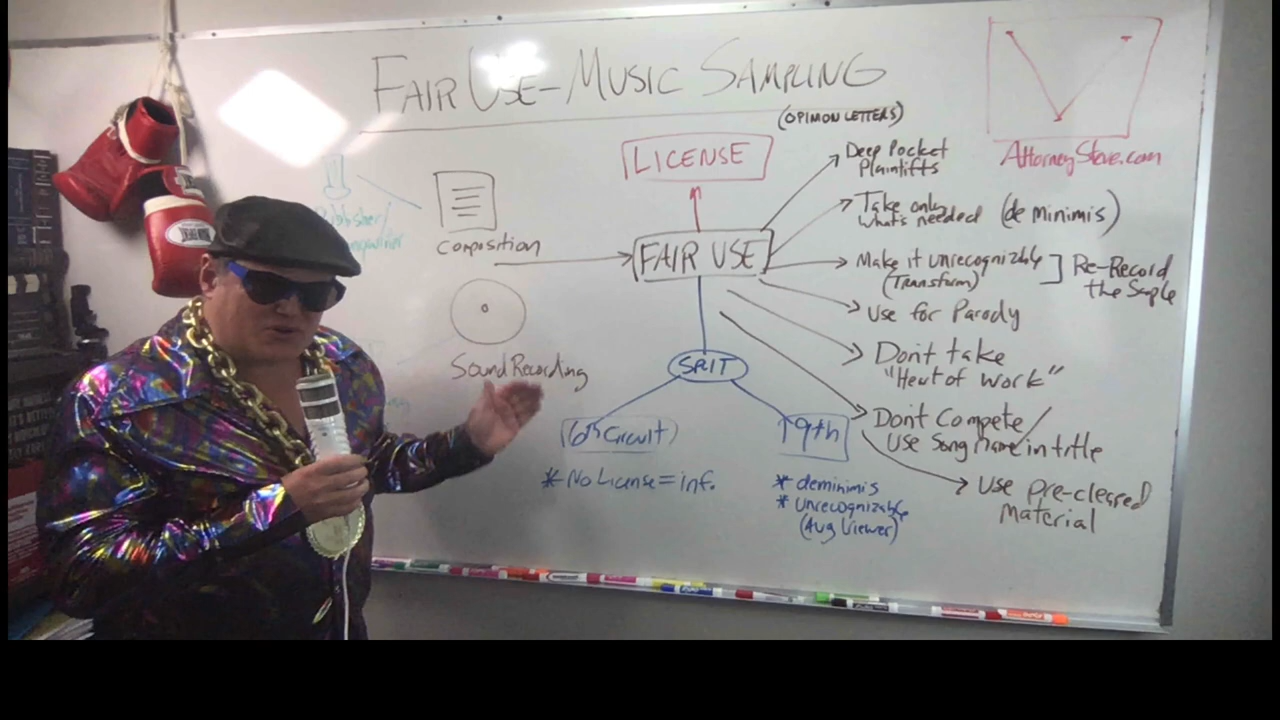 FAIR USE - MUSIC SAMPLING
(OPINION LETTERS)
AttorneySteve.com
LICENSE
Composition
FAIR USE
Sound Recording
Deep Pocket
Plaintiffs
Take only
what's needed (de minimis)
Make it unrecognizable
(Transform)
Re-Record
the Sample
Use for Parody
Don't take
"Heart of Work"
Don't Compete/
Use Song name in title
Use pre-cleared
Material
SPLIT
6th Circuit
* No License = inf.
9th
* deminimis
* unrecognizable
(Avg Viewer)